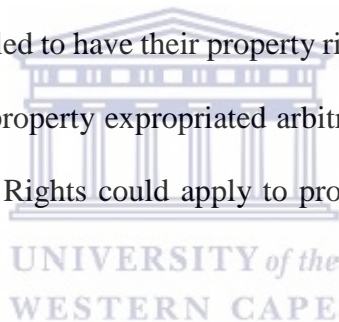 led to have their property ri
property expropriated arbitr
Rights could apply to pro
UNIVERSITY of the
WESTERN CAPE